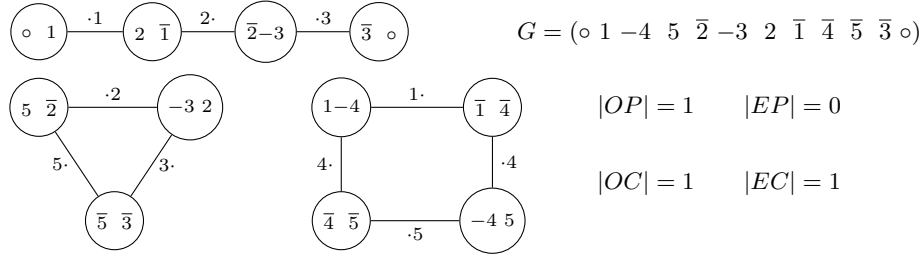 ·1 2· ·3
∘ 1 2 1̅ 2̅−3 3̅ ∘
G = (∘ 1 −4 5 2̅ −3 2 1̅ 4̅ 5̅ 3̅ ∘)
·2 1·
5 2̅ −3 2 1−4 1̅ 4̅
|OP| = 1 |EP| = 0
5· 3· 4· ·4
|OC| = 1 |EC| = 1
5̅ 3̅ 4̅ 5̅ −4 5
·5